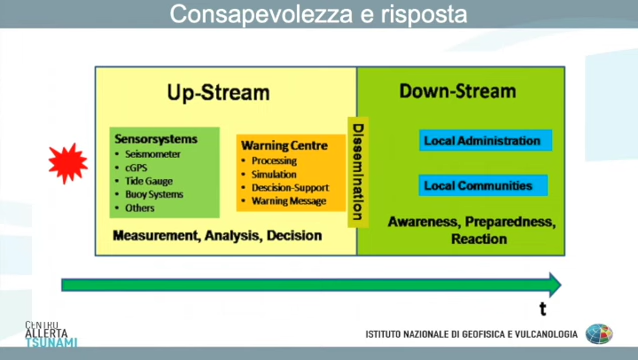 Consapevolezza e risposta
Up-Stream
Sensorsystems
• Seismometer
• cGPS
• Tide Gauge
• Buoy Systems
• Others
Warning Centre
• Processing
• Simulation
• Descision-Support
• Warning Message
Measurement, Analysis, Decision
Dissemination
Down-Stream
Local Administration
Local Communities
Awareness, Preparedness,
Reaction
t
CENTRO
ALLERTA
TSUNAMI
ISTITUTO NAZIONALE DI GEOFISICA E VULCANOLOGIA